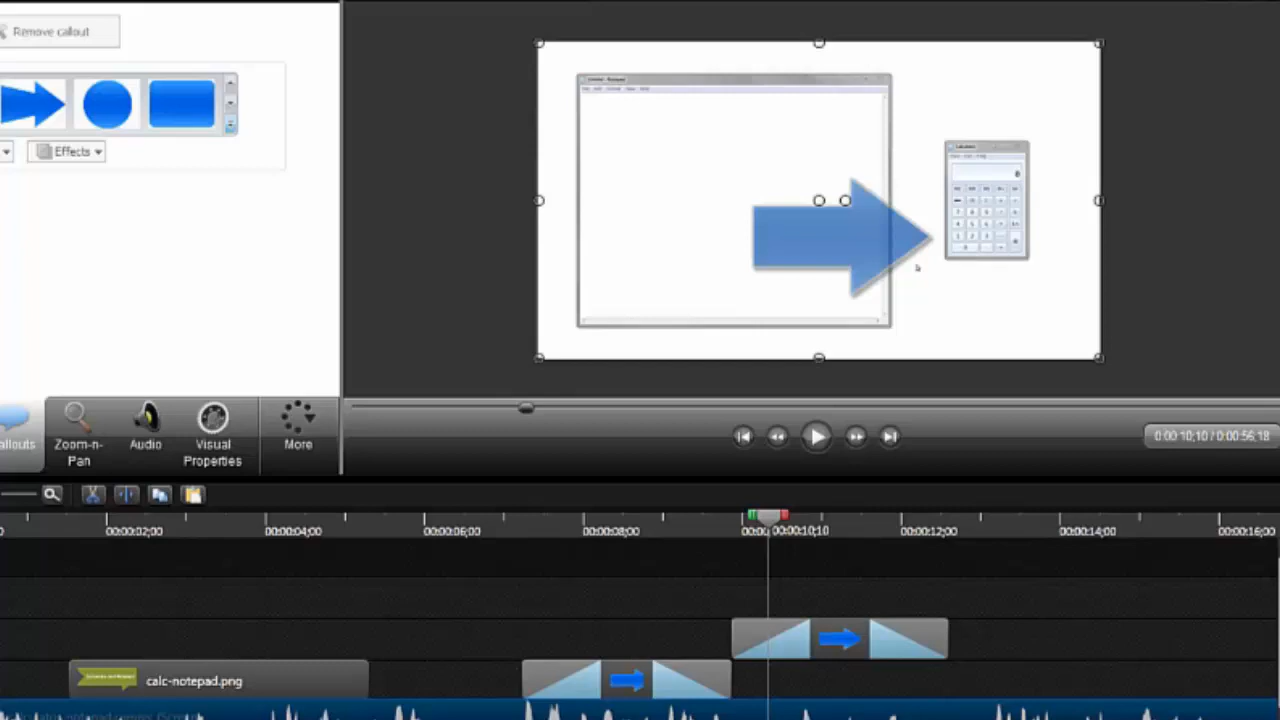 Remove callout
Effects
Calculator
allouts
Zoom-n-
Pan
Audio
Visual
Properties
More
0:00:10;10 / 0:00:56;18
00:00:02;00
00:00:04;00
00:00:06;00
00:00:08;00
00:00:10;10
00:00:12;00
00:00:14;00
00:00:16;00
calc-notepad.png